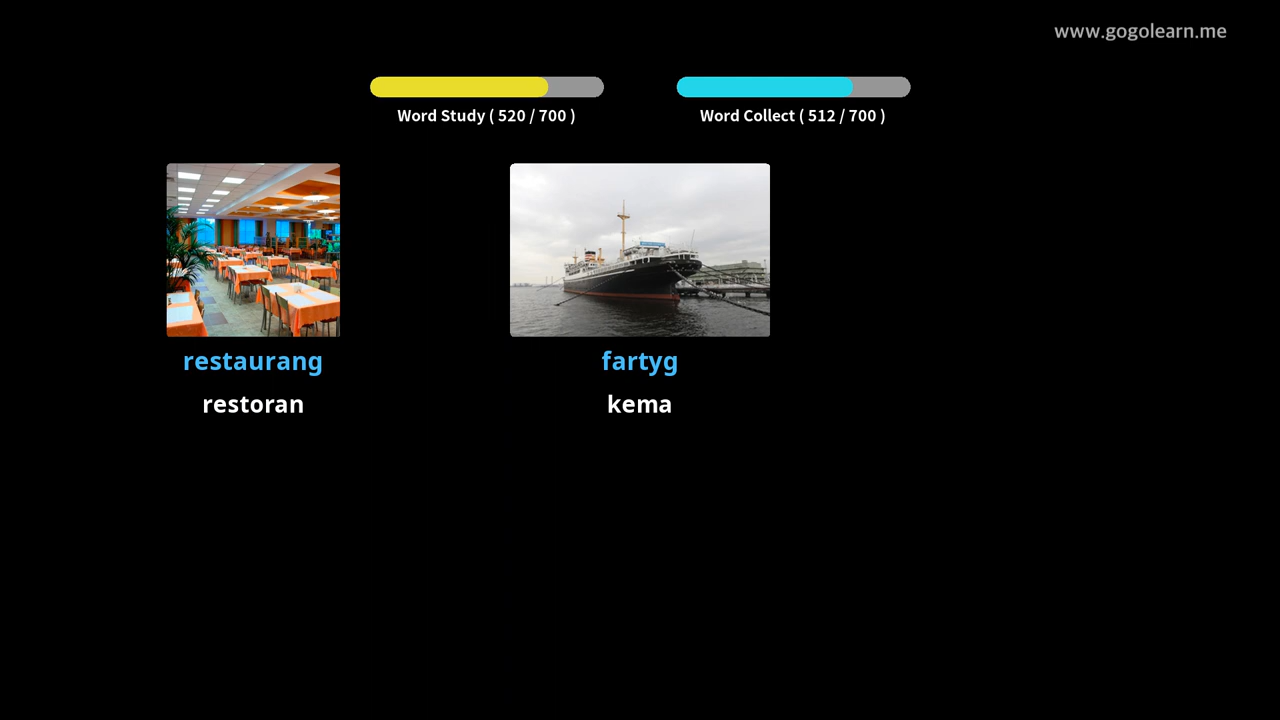 www.gogolearn.me
Word Study ( 520 / 700 )
Word Collect ( 512 / 700 )
restaurang
fartyg
restoran
kema